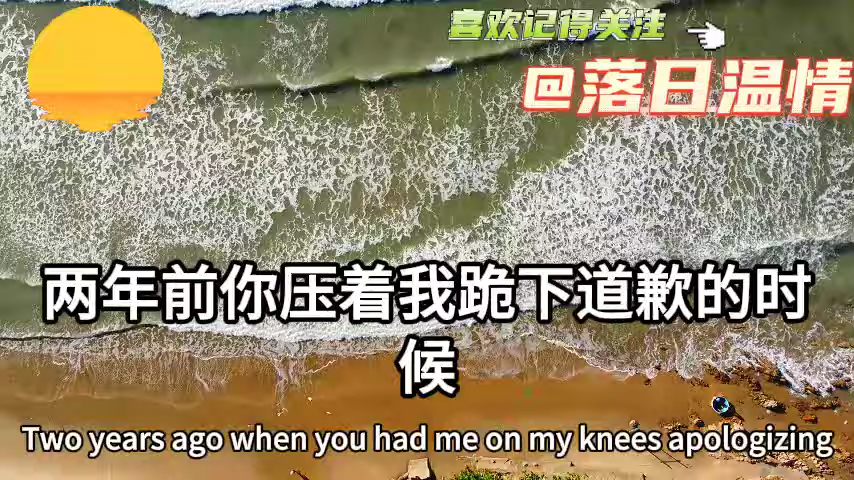 喜欢记得关注
@落日温情
两年前你压着我跪下道歉的时
候
Two years ago when you had me on my knees apologizing